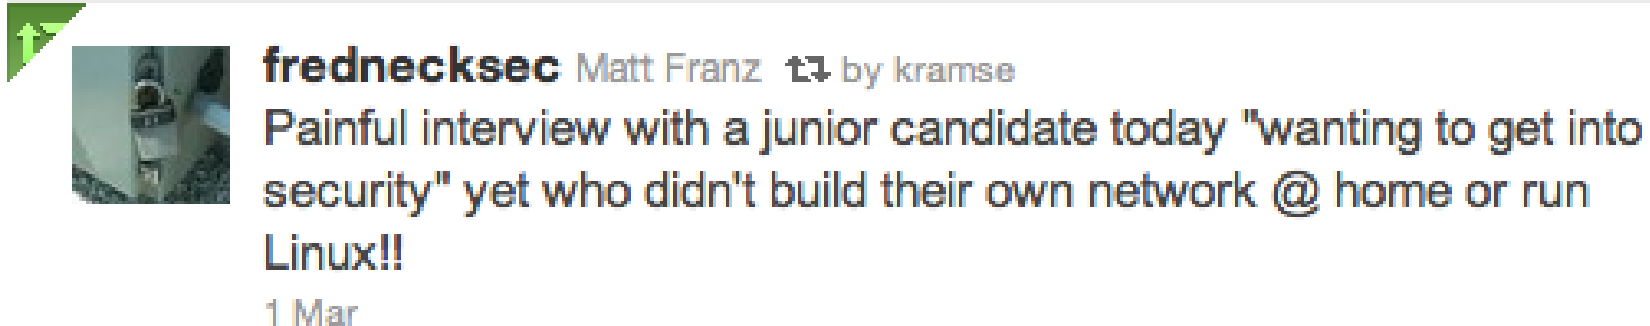 frednecksec Matt Franz by kramse
Painful interview with a junior candidate today "wanting to get into
security" yet who didn't build their own network @ home or run
Linux!!
1 Mar